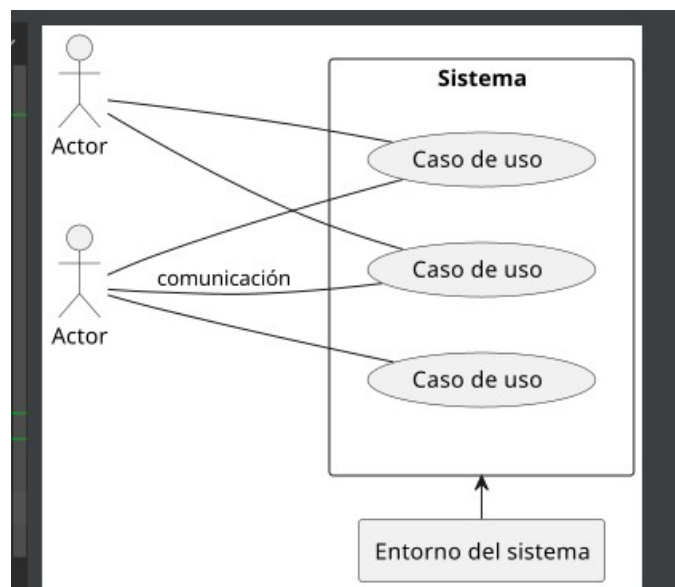 Actor
Sistema
Caso de uso
Actor
comunicación
Caso de uso
Caso de uso
Entorno del sistema